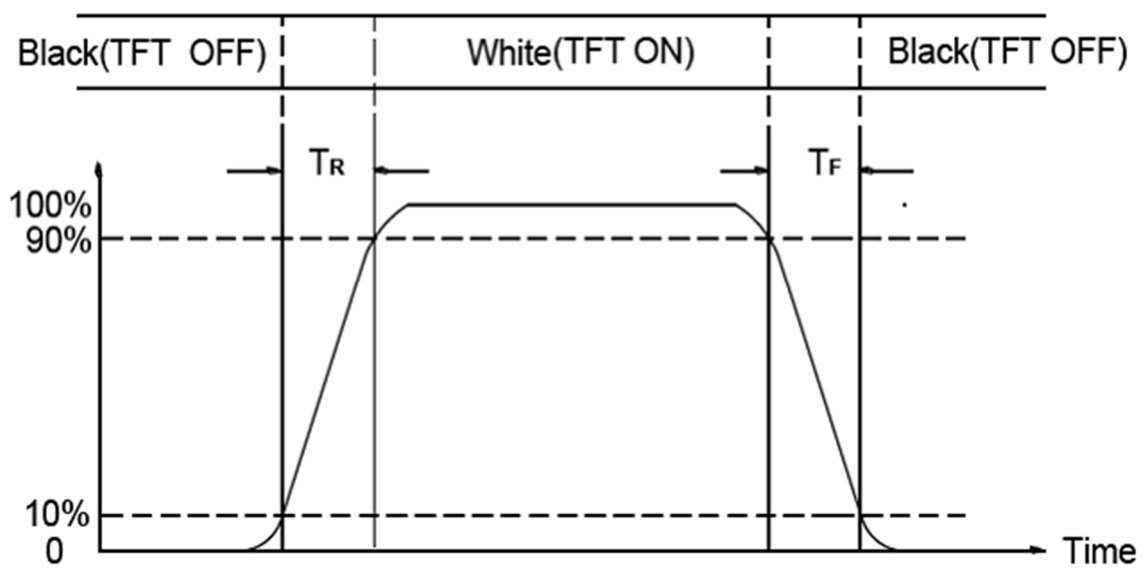 Black(TFT OFF) White(TFT ON) Black(TFT OFF)
TR TF
100%
90%
10%
0
Time